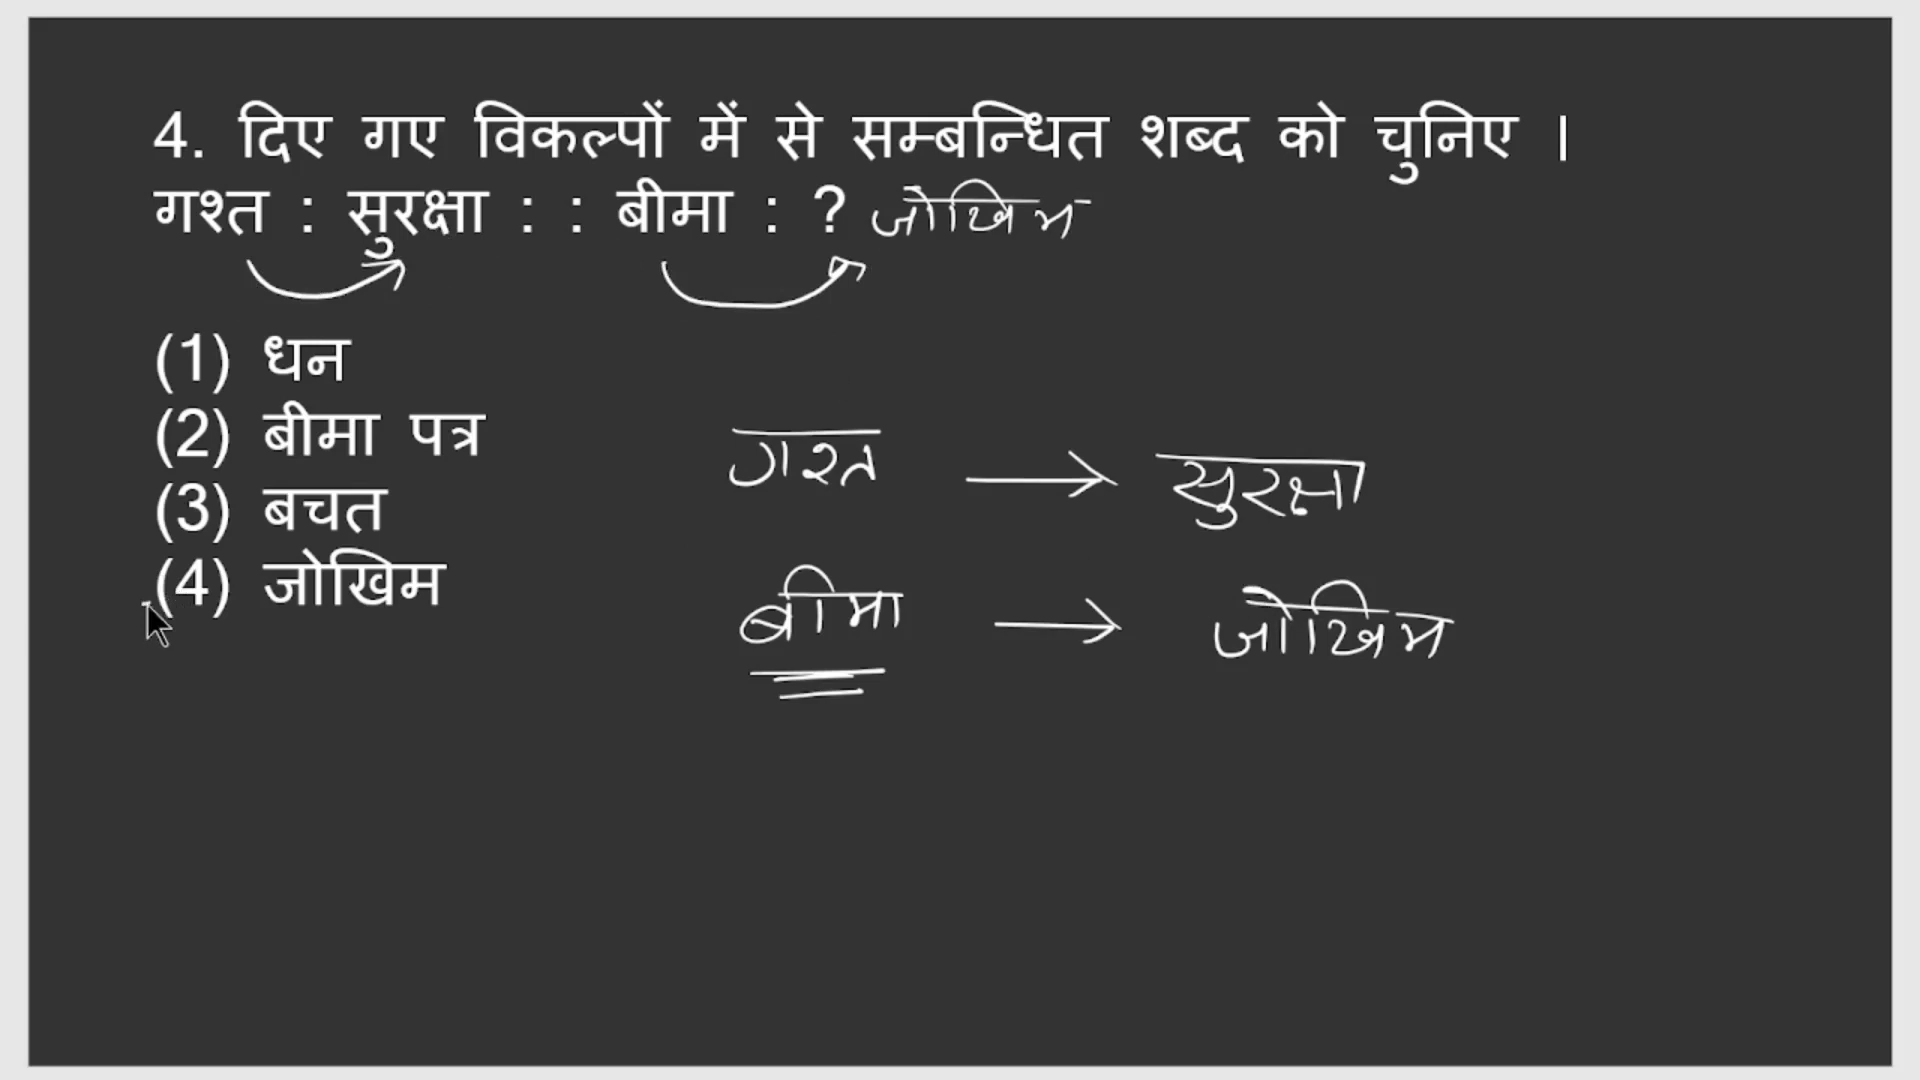 4. दिए गए विकल्पों में से सम्बन्धित शब्द को चुनिए ।
गश्त : सुरक्षा : : बीमा : ? जोखिम
(1) धन
(2) बीमा पत्र
(3) बचत
(4) जोखिम
गश्त → सुरक्षा
बीमा → जोखिम